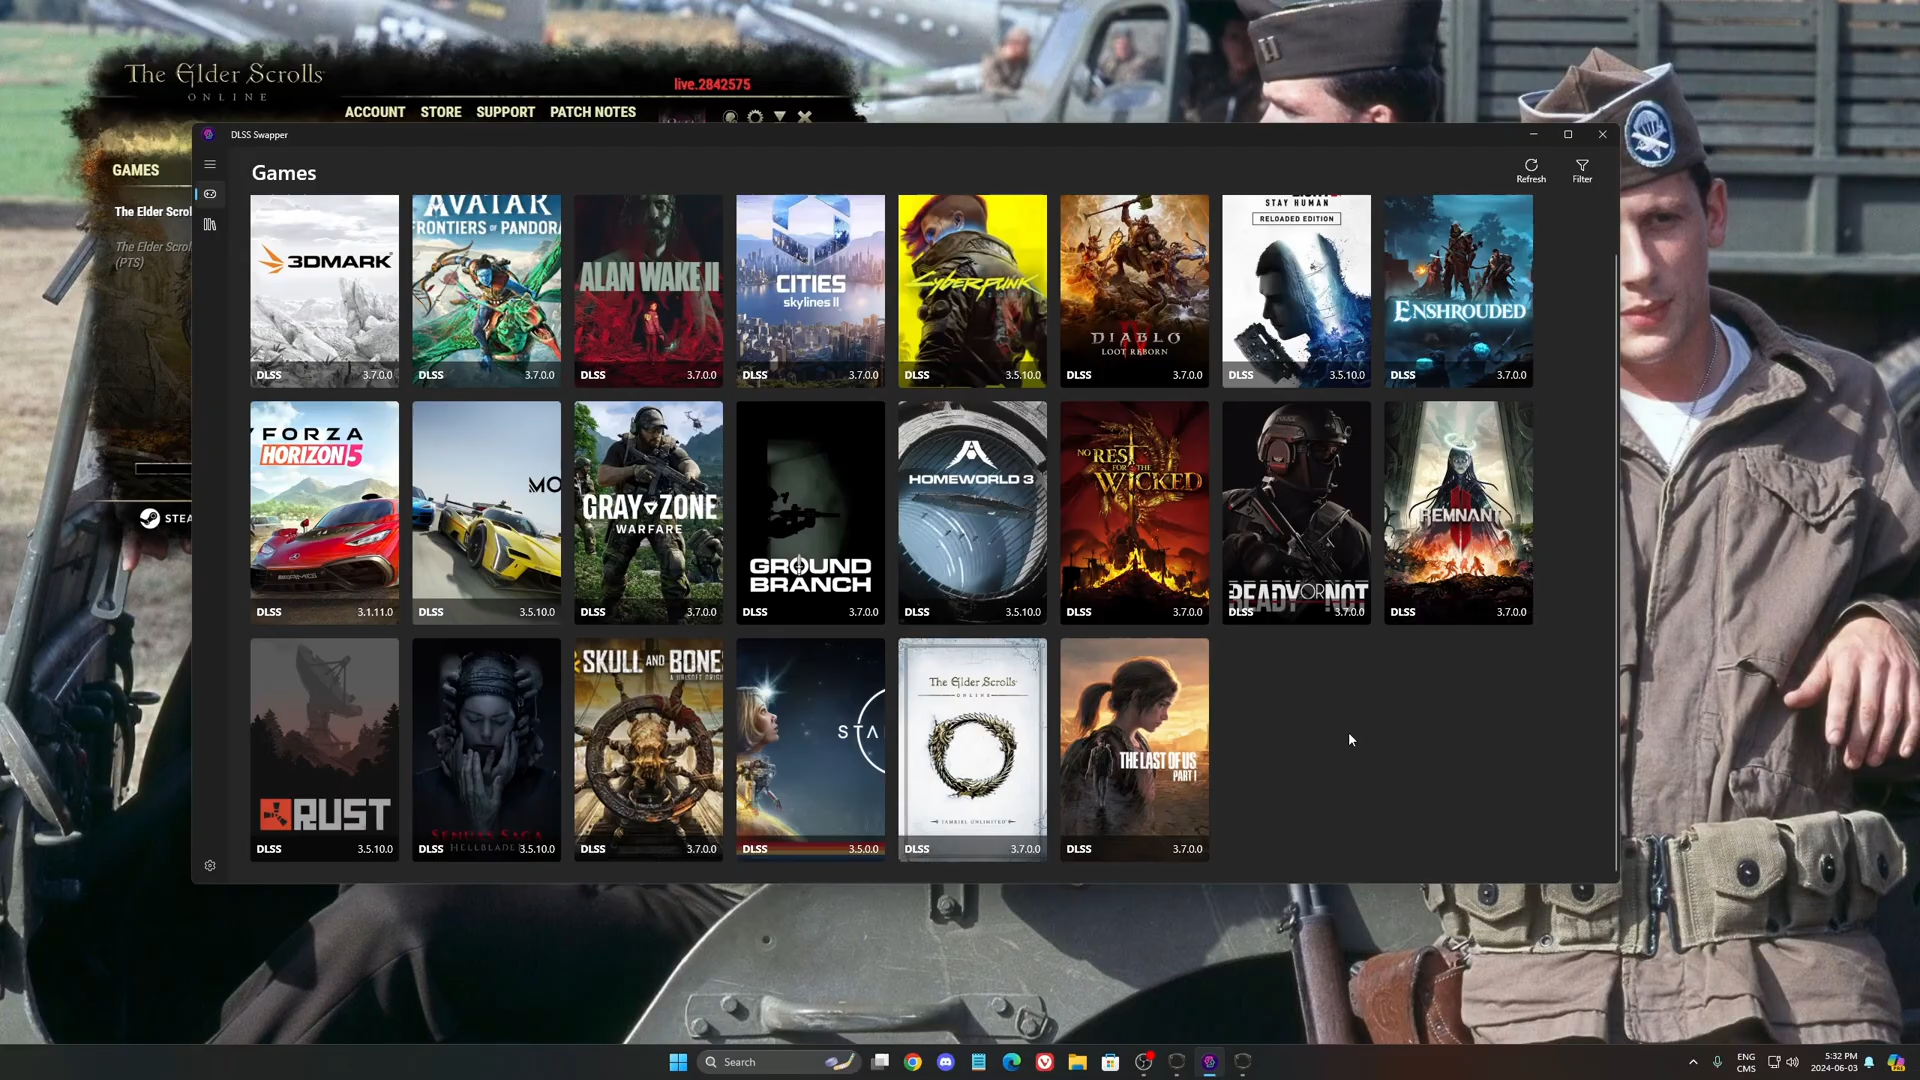 The Elder Scrolls
ONLINE
live.2842575
ACCOUNT STORE SUPPORT PATCH NOTES
GAMES
The Elder Scrol
The Elder Scrol
(PTS)
STEA
DLSS Swapper
Games
Refresh
Filter
3DMARK
DLSS 3.7.0.0
AVATAR
FRONTIERS OF PANDORA
DLSS 3.7.0.0
ALAN WAKE II
DLSS 3.7.0.0
CITIES
skylines II
DLSS 3.7.0.0
CYBERPUNK
DLSS 3.5.10.0
DIABLO
LOOT REBORN
DLSS 3.7.0.0
STAY HUMAN
RELOADED EDITION
DLSS 3.5.10.0
ENSHROUDED
DLSS 3.7.0.0
FORZA
HORIZON 5
DLSS 3.1.11.0
MO
DLSS 3.5.10.0
GRAY ZONE
WARFARE
DLSS 3.7.0.0
GROUND
BRANCH
DLSS 3.7.0.0
HOMEWORLD 3
DLSS 3.5.10.0
NO REST
FOR THE
WICKED
DLSS 3.7.0.0
READY OR NOT
DLSS 3.7.0.0
REMNANT
DLSS 3.7.0.0
RUST
DLSS 3.5.10.0
SENUA'S SAGA
HELLBLADE
DLSS 3.5.10.0
SKULL AND BONES
A UBISOFT ORIGIN
DLSS 3.7.0.0
STA
DLSS 3.5.0.0
The Elder Scrolls
ONLINE
TAMRIEL UNLIMITED
DLSS 3.7.0.0
THE LAST OF US
PART I
DLSS 3.7.0.0
Search
ENG
CMS
5:32 PM
2024-06-03